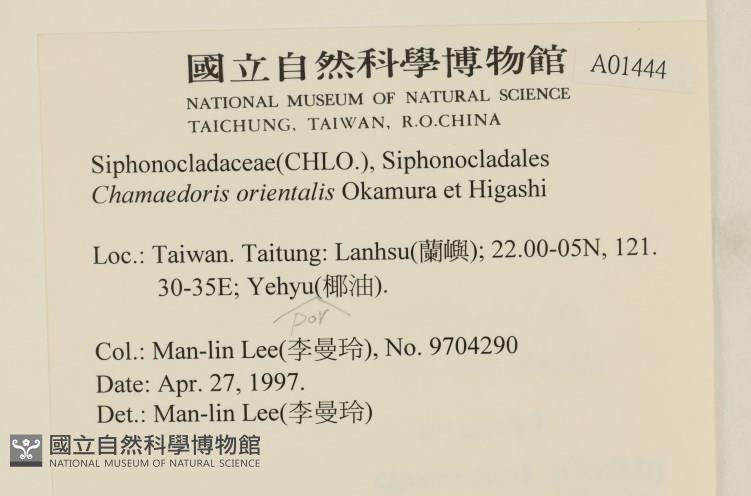 國立自然科學博物館
A01444
NATIONAL MUSEUM OF NATURAL SCIENCE
TAICHUNG, TAIWAN, R.O.CHINA
Siphonocladaceae(CHLO.), Siphonocladales
Chamaedoris orientalis Okamura et Higashi
Loc.: Taiwan. Taitung: Lanhsu(蘭嶼); 22.00-05N, 121.
30-35E; Yehyu(椰油).
por
Col.: Man-lin Lee(李曼玲), No. 9704290
Date: Apr. 27, 1997.
Det.: Man-lin Lee(李曼玲)
國立自然科學博物館
NATIONAL MUSEUM OF NATURAL SCIENCE